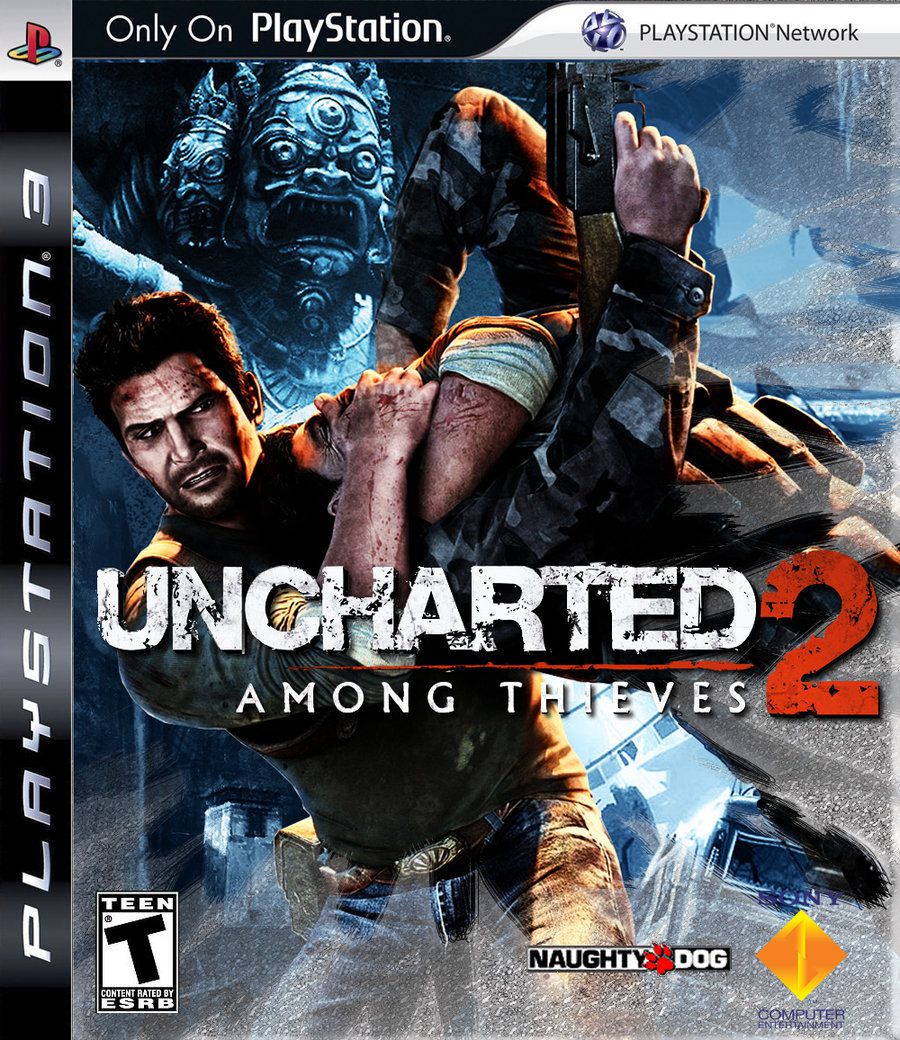 Only On PlayStation®
PLAYSTATION®Network
PLAYSTATION®3
UNCHARTED 2
AMONG THIEVES
TEEN
®
T
CONTENT RATED BY
ESRB
NAUGHTY DOG
SONY
COMPUTER
ENTERTAINMENT